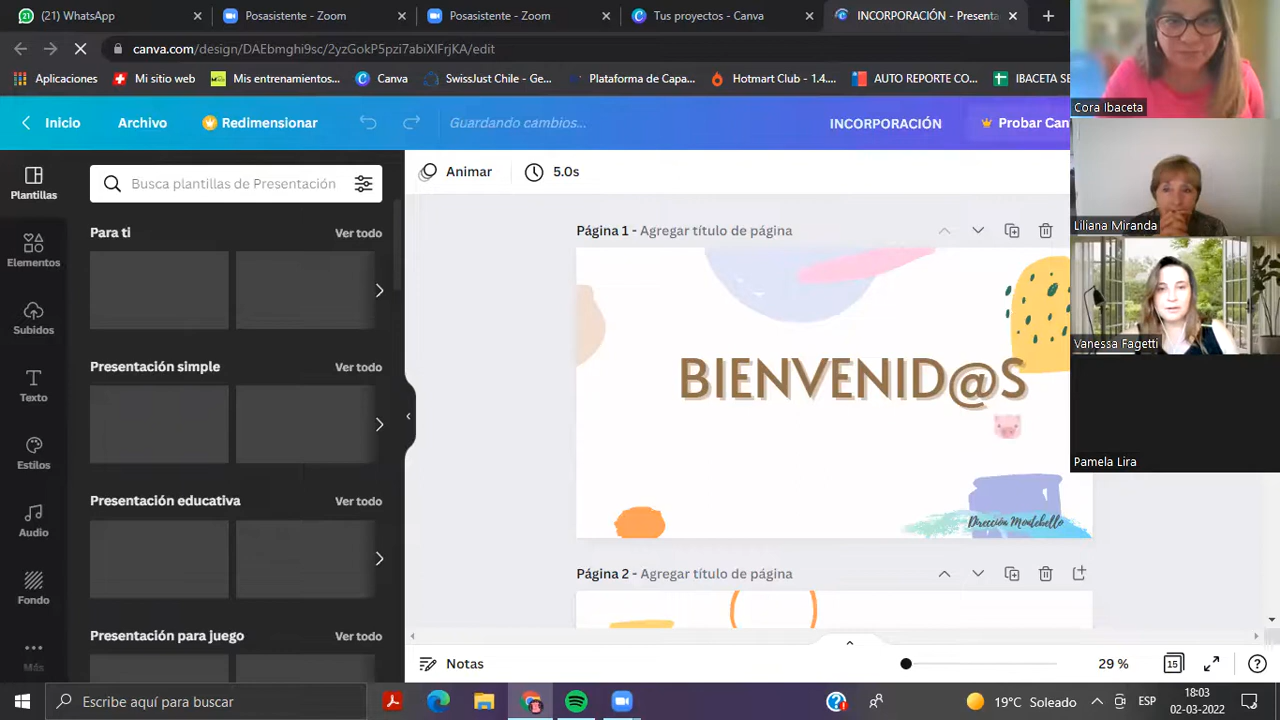 (21) WhatsApp
Posasistente - Zoom
Posasistente - Zoom
Tus proyectos - Canva
INCORPORACIÓN - Presenta
canva.com/design/DAEbmghi9sc/2yzGokP5pzi7abiXIFrjKA/edit
Aplicaciones
Mi sitio web
Mis entrenamientos...
Canva
SwissJust Chile - Ge...
Plataforma de Capa...
Hotmart Club - 1.4....
AUTO REPORTE CO...
IBACETA SE
Inicio
Archivo
Redimensionar
Guardando cambios...
INCORPORACIÓN
Probar Can
Cora Ibaceta
Liliana Miranda
Vanessa Fagetti
Pamela Lira
Plantillas
Elementos
Subidos
Texto
Estilos
Audio
Fondo
Más
Busca plantillas de Presentación
Para ti
Ver todo
Presentación simple
Ver todo
Presentación educativa
Ver todo
Presentación para juego
Ver todo
Animar
5.0s
Página 1 - Agregar título de página
BIENVENID@S
Dirección Montebello
Página 2 - Agregar título de página
Notas
29 %
15
Escribe aquí para buscar
19°C Soleado
ESP
18:03
02-03-2022